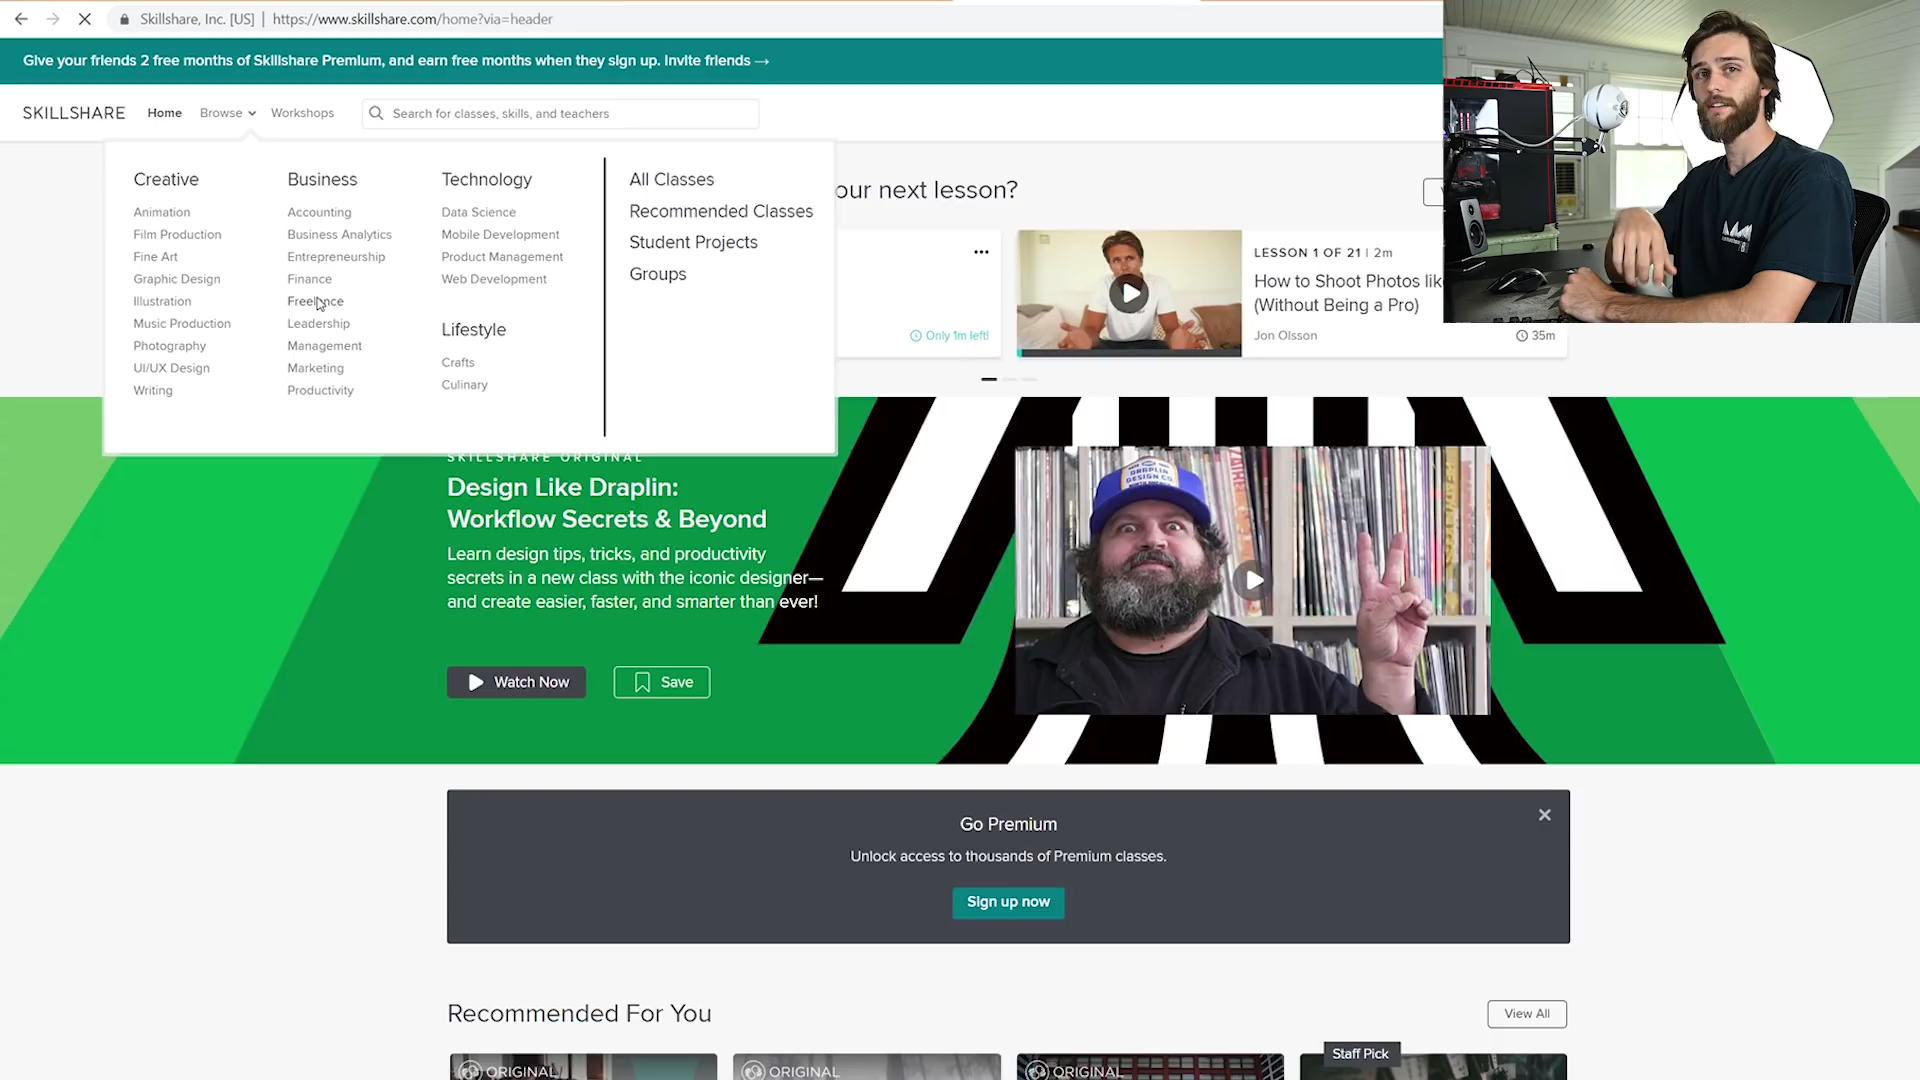 Skillshare, Inc. [US] | https://www.skillshare.com/home?via=header
Give your friends 2 free months of Skillshare Premium, and earn free months when they sign up. Invite friends →
SKILLSHARE
Home
Browse
Workshops
Search for classes, skills, and teachers
Creative
Animation
Film Production
Fine Art
Graphic Design
Illustration
Music Production
Photography
UI/UX Design
Writing
Business
Accounting
Business Analytics
Entrepreneurship
Finance
Freelance
Leadership
Management
Marketing
Productivity
Technology
Data Science
Mobile Development
Product Management
Web Development
Lifestyle
Crafts
Culinary
All Classes
Recommended Classes
Student Projects
Groups
our next lesson?
Only 1m left!
LESSON 1 OF 21 | 2m
How to Shoot Photos lik
(Without Being a Pro)
Jon Olsson
35m
SKILLSHARE ORIGINAL
Design Like Draplin:
Workflow Secrets & Beyond
Learn design tips, tricks, and productivity
secrets in a new class with the iconic designer—
and create easier, faster, and smarter than ever!
Watch Now
Save
DRAPLIN
DESIGN CO.
Go Premium
Unlock access to thousands of Premium classes.
Sign up now
Recommended For You
View All
ORIGINAL
ORIGINAL
ORIGINAL
Staff Pick